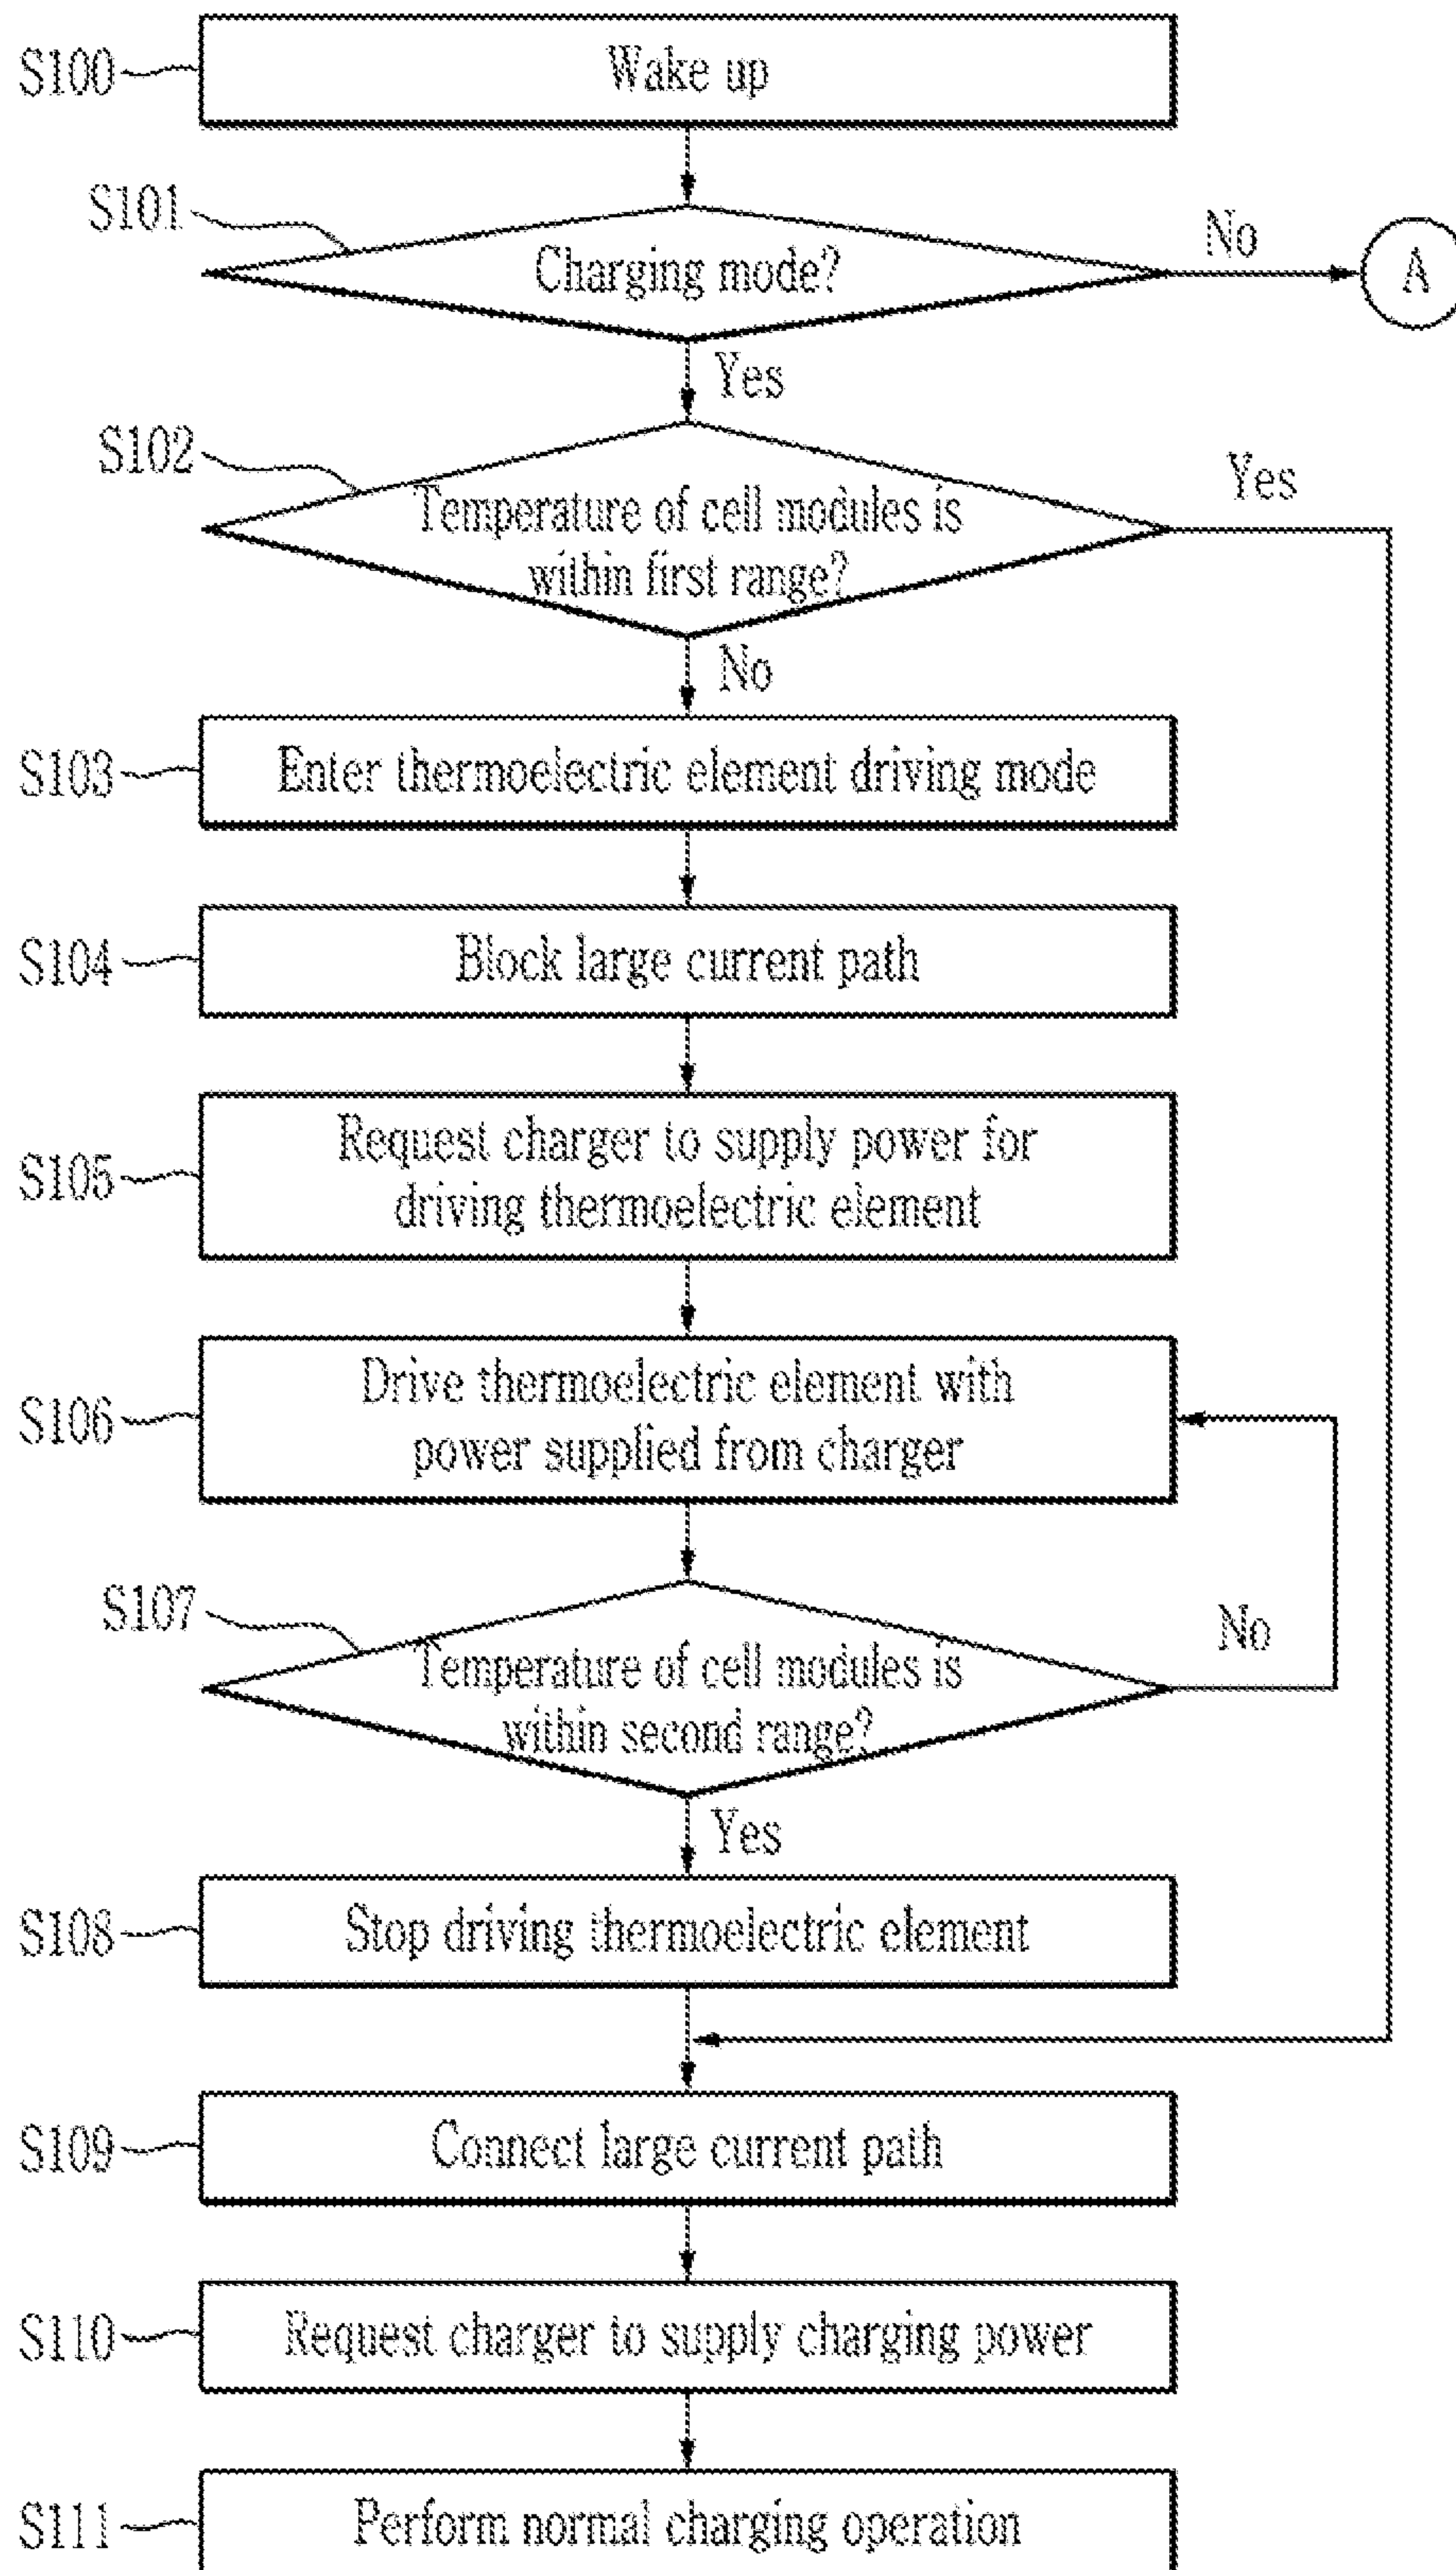 S100
Wake up
S101
Charging mode?
No
A
Yes
S102
Temperature of cell modules is
within first range?
Yes
No
S103
Enter thermoelectric element driving mode
S104
Block large current path
S105
Request charger to supply power for
driving thermoelectric element
S106
Drive thermoelectric element with
power supplied from charger
S107
Temperature of cell modules is
within second range?
No
Yes
S108
Stop driving thermoelectric element
S109
Connect large current path
S110
Request charger to supply charging power
S111
Perform normal charging operation